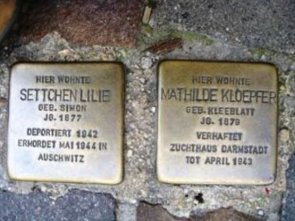 HIER WOHNTE
SETTCHEN LILIE
GEB. SIMON
JG. 1877
DEPORTIERT 1942
ERMORDET MAI 1944 IN
AUSCHWITZ
HIER WOHNTE
MATHILDE KLOEPFER
GEB. KLEEBLATT
JG. 1879
VERHAFTET
ZUCHTHAUS DARMSTADT
TOT APRIL 1943